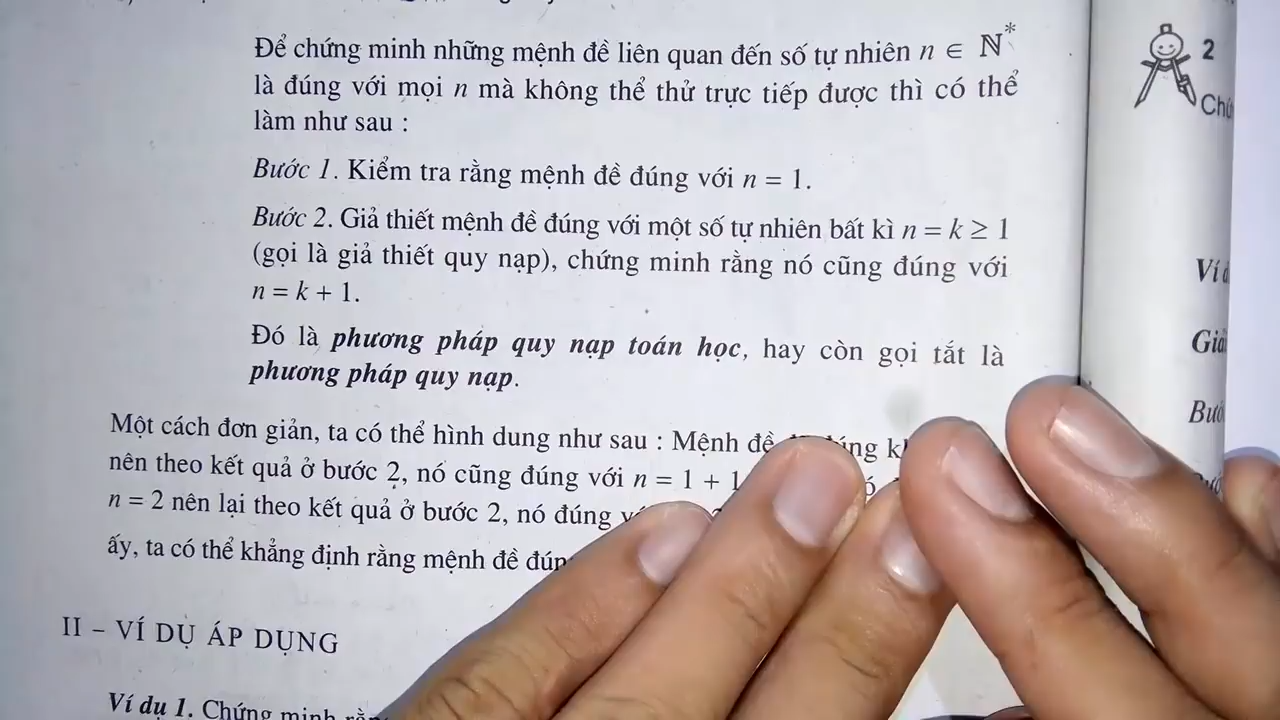 Để chứng minh những mệnh đề liên quan đến số tự nhiên n ∈ ℕ*
là đúng với mọi n mà không thể thử trực tiếp được thì có thể
làm như sau :
Bước 1. Kiểm tra rằng mệnh đề đúng với n = 1.
Bước 2. Giả thiết mệnh đề đúng với một số tự nhiên bất kì n = k ≥ 1
(gọi là giả thiết quy nạp), chứng minh rằng nó cũng đúng với
n = k + 1.
Đó là phương pháp quy nạp toán học, hay còn gọi tắt là
phương pháp quy nạp.
Một cách đơn giản, ta có thể hình dung như sau : Mệnh đề
nên theo kết quả ở bước 2, nó cũng đúng với n = 1 + 1
n = 2 nên lại theo kết quả ở bước 2, nó đúng
ấy, ta có thể khẳng định rằng mệnh đề
II – VÍ DỤ ÁP DỤNG
Ví dụ 1. Chứng minh
2